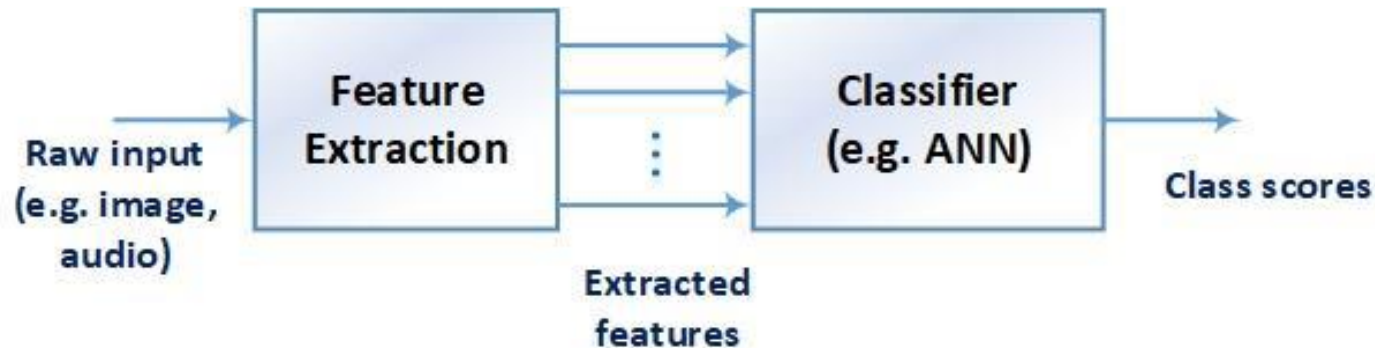 Raw input
(e.g. image,
audio)
Feature
Extraction
Extracted
features
Classifier
(e.g. ANN)
Class scores